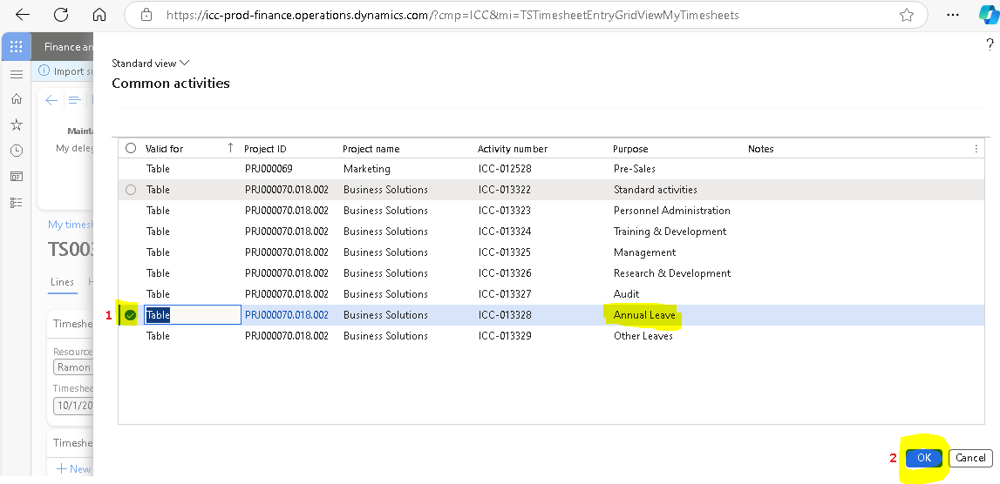 https://icc-prod-finance.operations.dynamics.com/?cmp=ICC&mi=TSTimesheetEntryGridViewMyTimesheets
?
Finance an
Import su
Standard view
Common activities
Mainta
My deleg
Valid for Project ID Project name Activity number Purpose Notes
Table PRJ000069 Marketing ICC-012528 Pre-Sales
Table PRJ000070.018.002 Business Solutions ICC-013322 Standard activities
Table PRJ000070.018.002 Business Solutions ICC-013323 Personnel Administration
Table PRJ000070.018.002 Business Solutions ICC-013324 Training & Development
Table PRJ000070.018.002 Business Solutions ICC-013325 Management
Table PRJ000070.018.002 Business Solutions ICC-013326 Research & Development
Table PRJ000070.018.002 Business Solutions ICC-013327 Audit
1 Table PRJ000070.018.002 Business Solutions ICC-013328 Annual Leave
Table PRJ000070.018.002 Business Solutions ICC-013329 Other Leaves
My timesh
TS003
Lines H
Timeshee
Resource
Ramon
Timeshee
10/1/20
Timeshee
New
2 OK Cancel